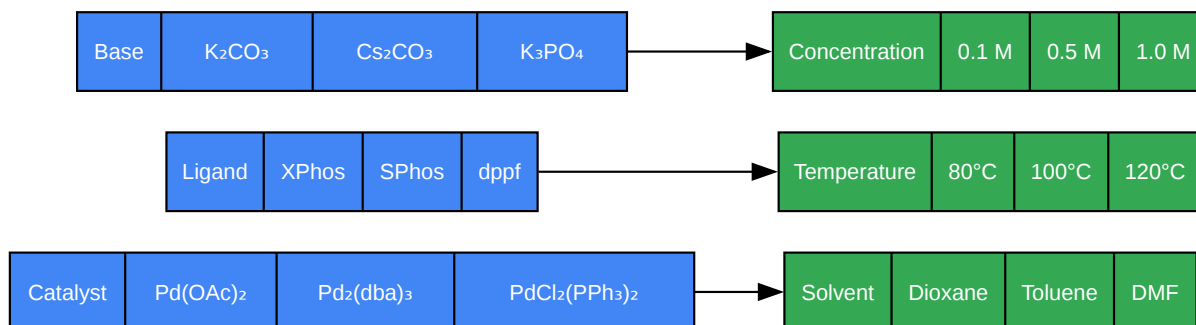 Base K₂CO₃ Cs₂CO₃ K₃PO₄ Concentration 0.1 M 0.5 M 1.0 M
Ligand XPhos SPhos dppf Temperature 80°C 100°C 120°C
Catalyst Pd(OAc)₂ Pd₂(dba)₃ PdCl₂(PPh₃)₂ Solvent Dioxane Toluene DMF